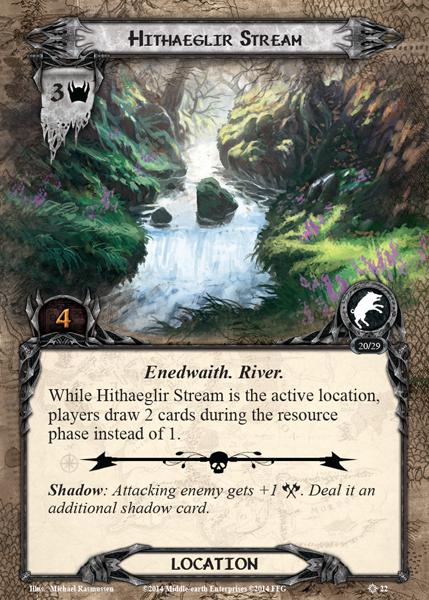 Hithaeglir Stream
3
4
20/29
Enedwaith. River.
While Hithaeglir Stream is the active location,
players draw 2 cards during the resource
phase instead of 1.
Shadow: Attacking enemy gets +1 . Deal it an
additional shadow card.
LOCATION
Illus. Michael Rasmussen ©2014 Middle-earth Enterprises ©2014 FFG 22